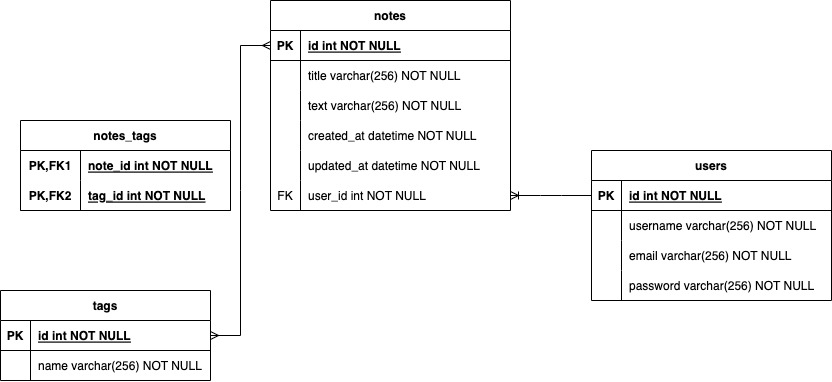 notes
PK id int NOT NULL
title varchar(256) NOT NULL
text varchar(256) NOT NULL
created_at datetime NOT NULL
updated_at datetime NOT NULL
FK user_id int NOT NULL
notes_tags
PK,FK1 note_id int NOT NULL
PK,FK2 tag_id int NOT NULL
users
PK id int NOT NULL
username varchar(256) NOT NULL
email varchar(256) NOT NULL
password varchar(256) NOT NULL
tags
PK id int NOT NULL
name varchar(256) NOT NULL